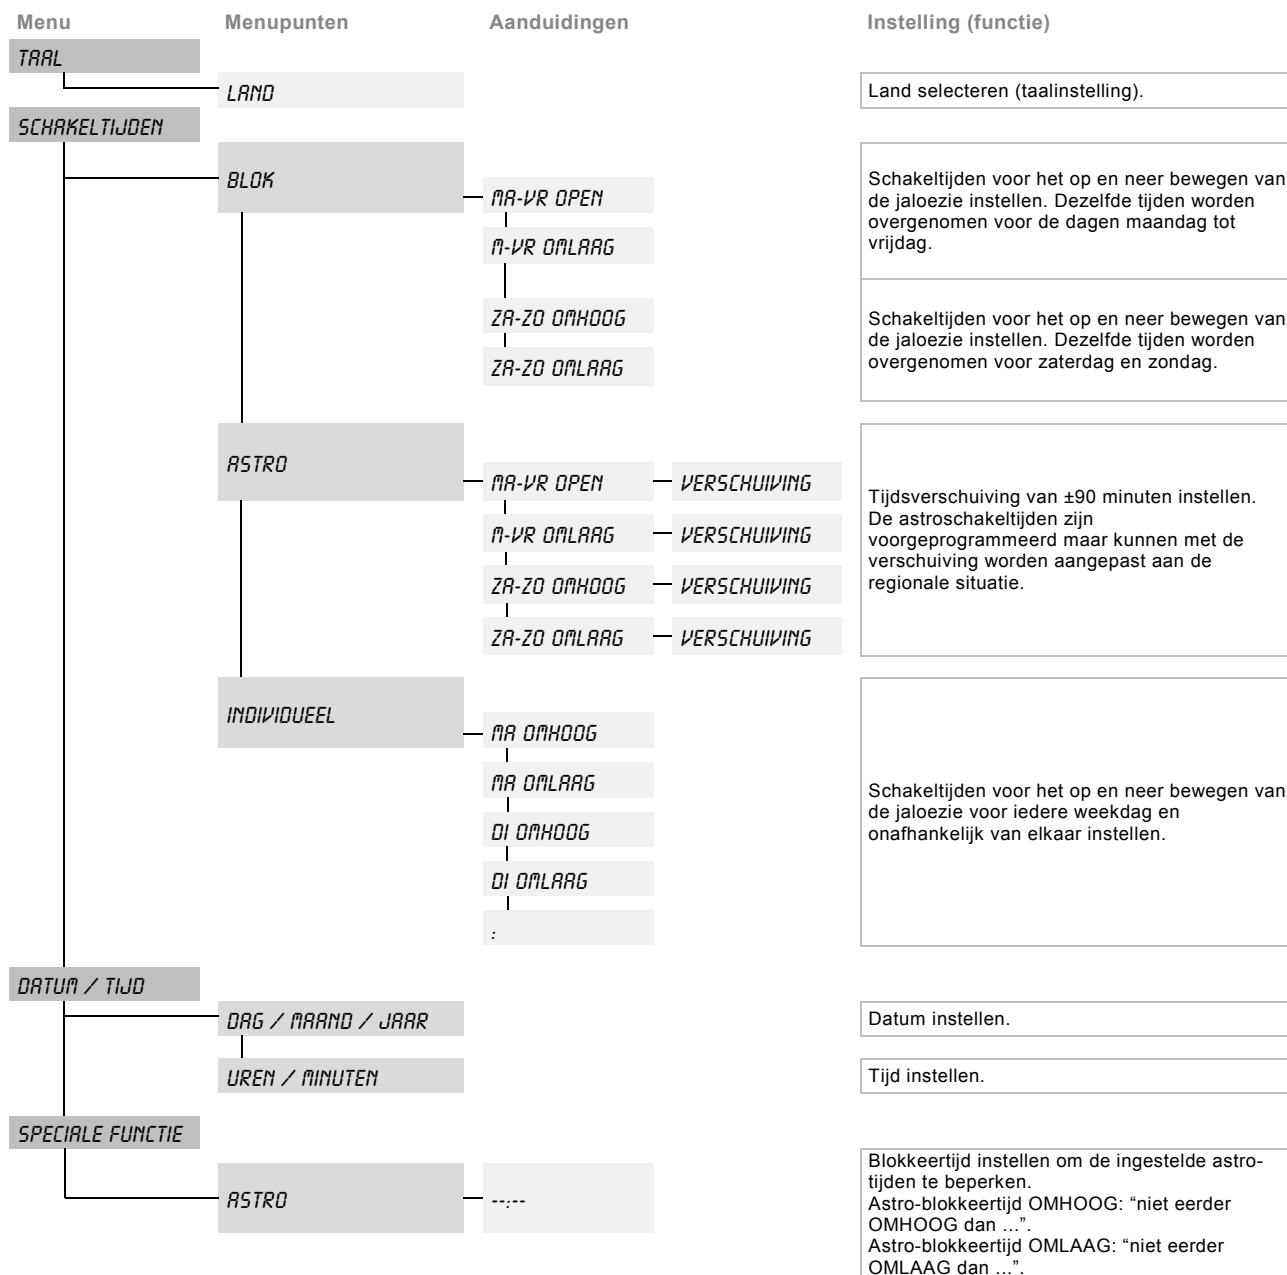 Menu Menupunten Aanduidingen Instelling (functie)
TAAL
LAND
Land selecteren (taalinstelling).
SCHAKELTIJDEN
BLOK
MA-VR OPEN
M-VR OMLAAG
ZA-ZO OMHOOG
ZA-ZO OMLAAG
Schakeltijden voor het op en neer bewegen van
de jaloezie instellen. Dezelfde tijden worden
overgenomen voor de dagen maandag tot
vrijdag.
Schakeltijden voor het op en neer bewegen van
de jaloezie instellen. Dezelfde tijden worden
overgenomen voor zaterdag en zondag.
ASTRO
MA-VR OPEN VERSCHUIVING
M-VR OMLAAG VERSCHUIVING
ZA-ZO OMHOOG VERSCHUIVING
ZA-ZO OMLAAG VERSCHUIVING
Tijdsverschuiving van ±90 minuten instellen.
De astroschakeltijden zijn
voorgeprogrammeerd maar kunnen met de
verschuiving worden aangepast aan de
regionale situatie.
INDIVIDUEEL
MA OMHOOG
MA OMLAAG
DI OMHOOG
DI OMLAAG
:
Schakeltijden voor het op en neer bewegen van
de jaloezie voor iedere weekdag en
onafhankelijk van elkaar instellen.
DATUM / TIJD
DAG / MAAND / JAAR
Datum instellen.
UREN / MINUTEN
Tijd instellen.
SPECIALE FUNCTIE
ASTRO
--:--
Blokkeertijd instellen om de ingestelde astro-
tijden te beperken.
Astro-blokkeertijd OMHOOG: “niet eerder
OMHOOG dan ...”.
Astro-blokkeertijd OMLAAG: “niet eerder
OMLAAG dan ...”.